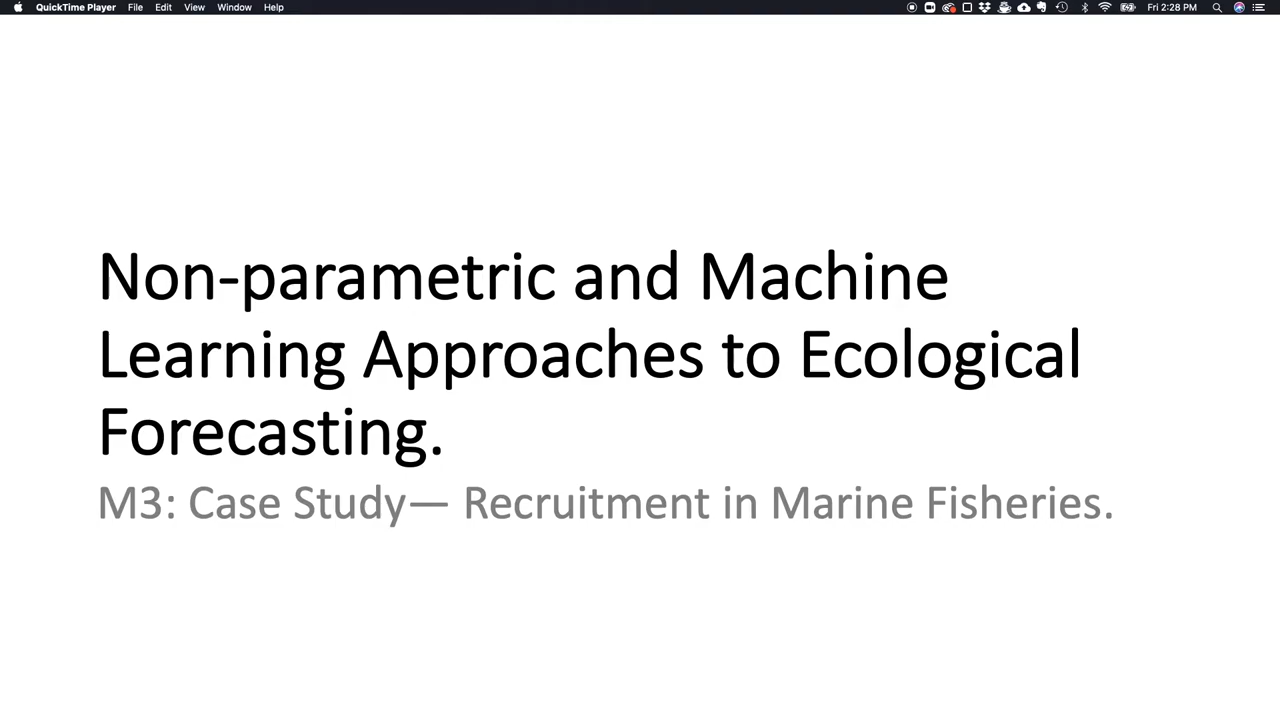 QuickTime Player File Edit View Window Help Fri 2:28 PM
Non-parametric and Machine
Learning Approaches to Ecological
Forecasting.
M3: Case Study— Recruitment in Marine Fisheries.